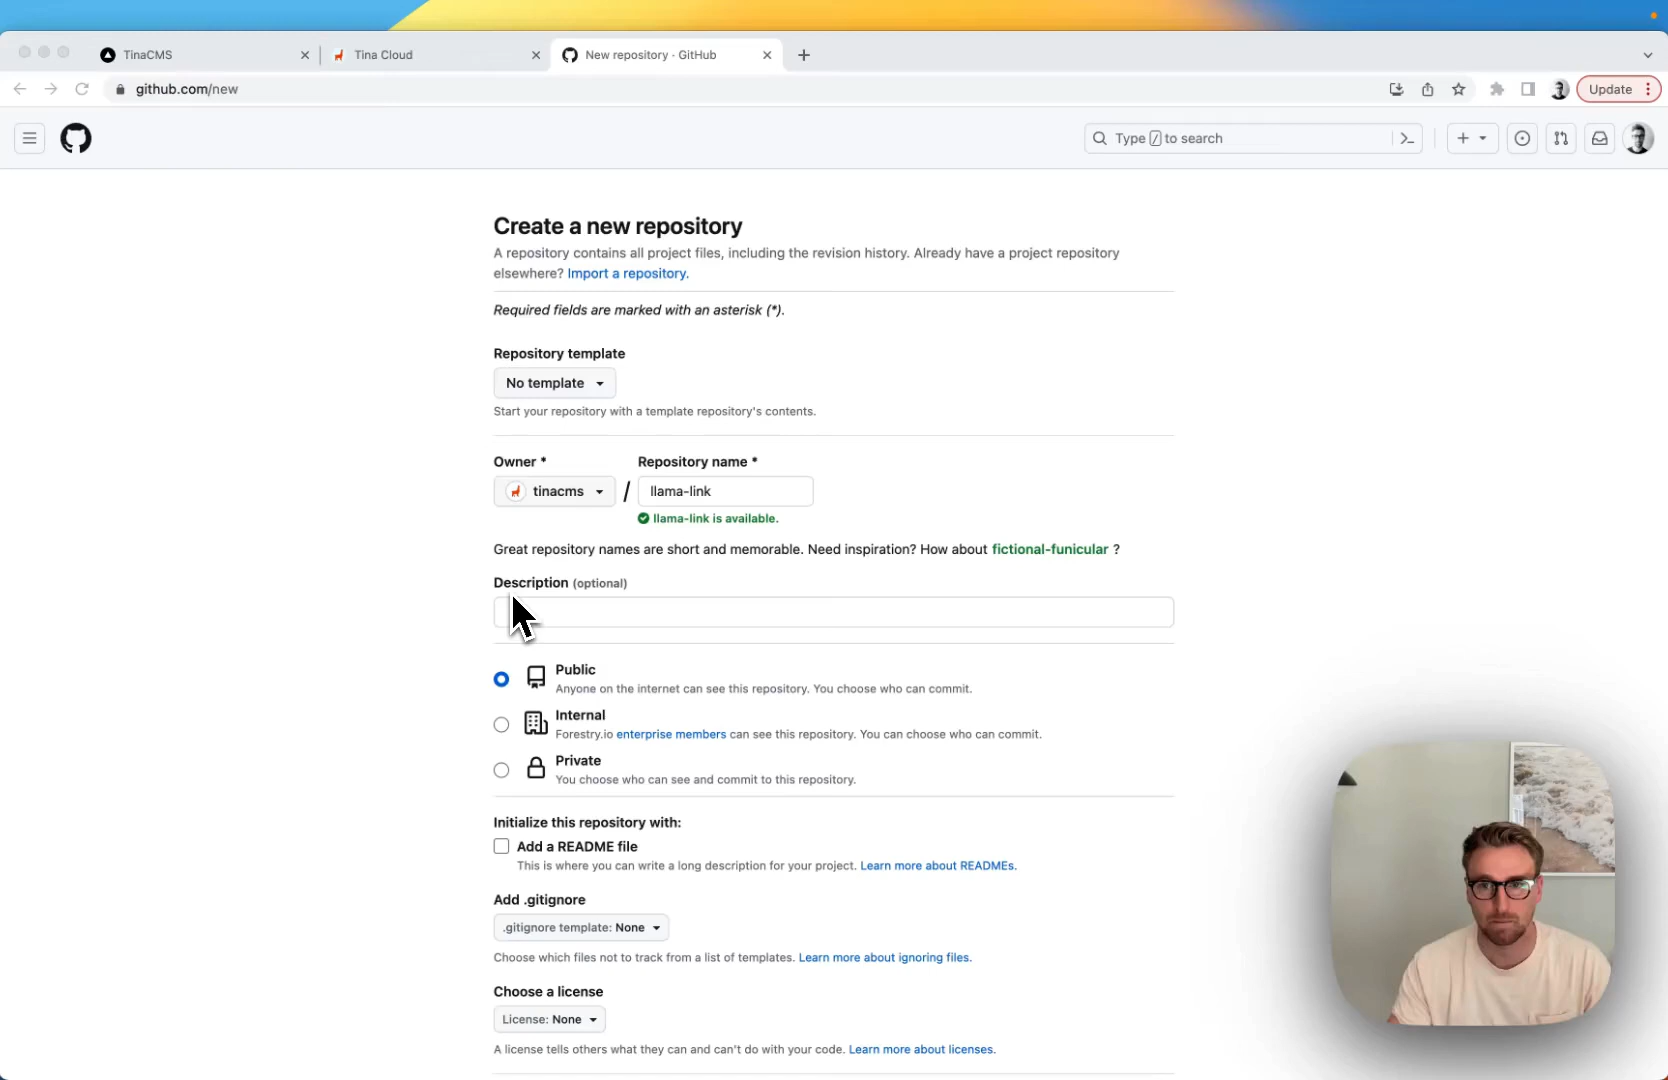 TinaCMS
Tina Cloud
New repository · GitHub
github.com/new
Update
Type / to search
Create a new repository
A repository contains all project files, including the revision history. Already have a project repository
elsewhere? Import a repository.
Required fields are marked with an asterisk (*).
Repository template
No template
Start your repository with a template repository's contents.
Owner *
Repository name *
tinacms
/
llama-link
llama-link is available.
Great repository names are short and memorable. Need inspiration? How about fictional-funicular ?
Description (optional)
Public
Anyone on the internet can see this repository. You choose who can commit.
Internal
Forestry.io enterprise members can see this repository. You can choose who can commit.
Private
You choose who can see and commit to this repository.
Initialize this repository with:
Add a README file
This is where you can write a long description for your project. Learn more about READMEs.
Add .gitignore
.gitignore template: None
Choose which files not to track from a list of templates. Learn more about ignoring files.
Choose a license
License: None
A license tells others what they can and can't do with your code. Learn more about licenses.